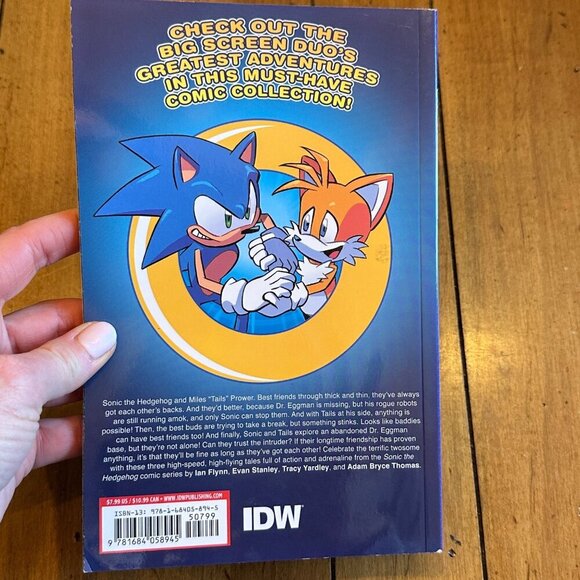 CHECK OUT THE
BIG SCREEN DUO'S
GREATEST ADVENTURES
IN THIS MUST-HAVE
COMIC COLLECTION!
Sonic the Hedgehog and Miles "Tails" Prower. Best friends through thick and thin, they've always
got each other's backs. And they'd better, because Dr. Eggman is missing, but his rogue robots
are still running amok, and only Sonic can stop them. And with Tails at his side, anything is
possible! Then, the best buds are trying to take a break, but something stinks. Looks like baddies
can have best friends too! And finally, Sonic and Tails explore an abandoned Dr. Eggman
base, but they're not alone! Can they trust the intruder? If their longtime friendship has proven
anything, it's that they'll be fine as long as they've got each other! Celebrate the terrific twosome
with these three high-speed, high-flying tales full of action and adrenaline from the Sonic the
Hedgehog comic series by Ian Flynn, Evan Stanley, Tracy Yardley, and Adam Bryce Thomas.
$7.99 US / $10.99 CAN • WWW.IDWPUBLISHING.COM
ISBN-13: 978-1-68405-894-5
50799
9 781684 058945
IDW